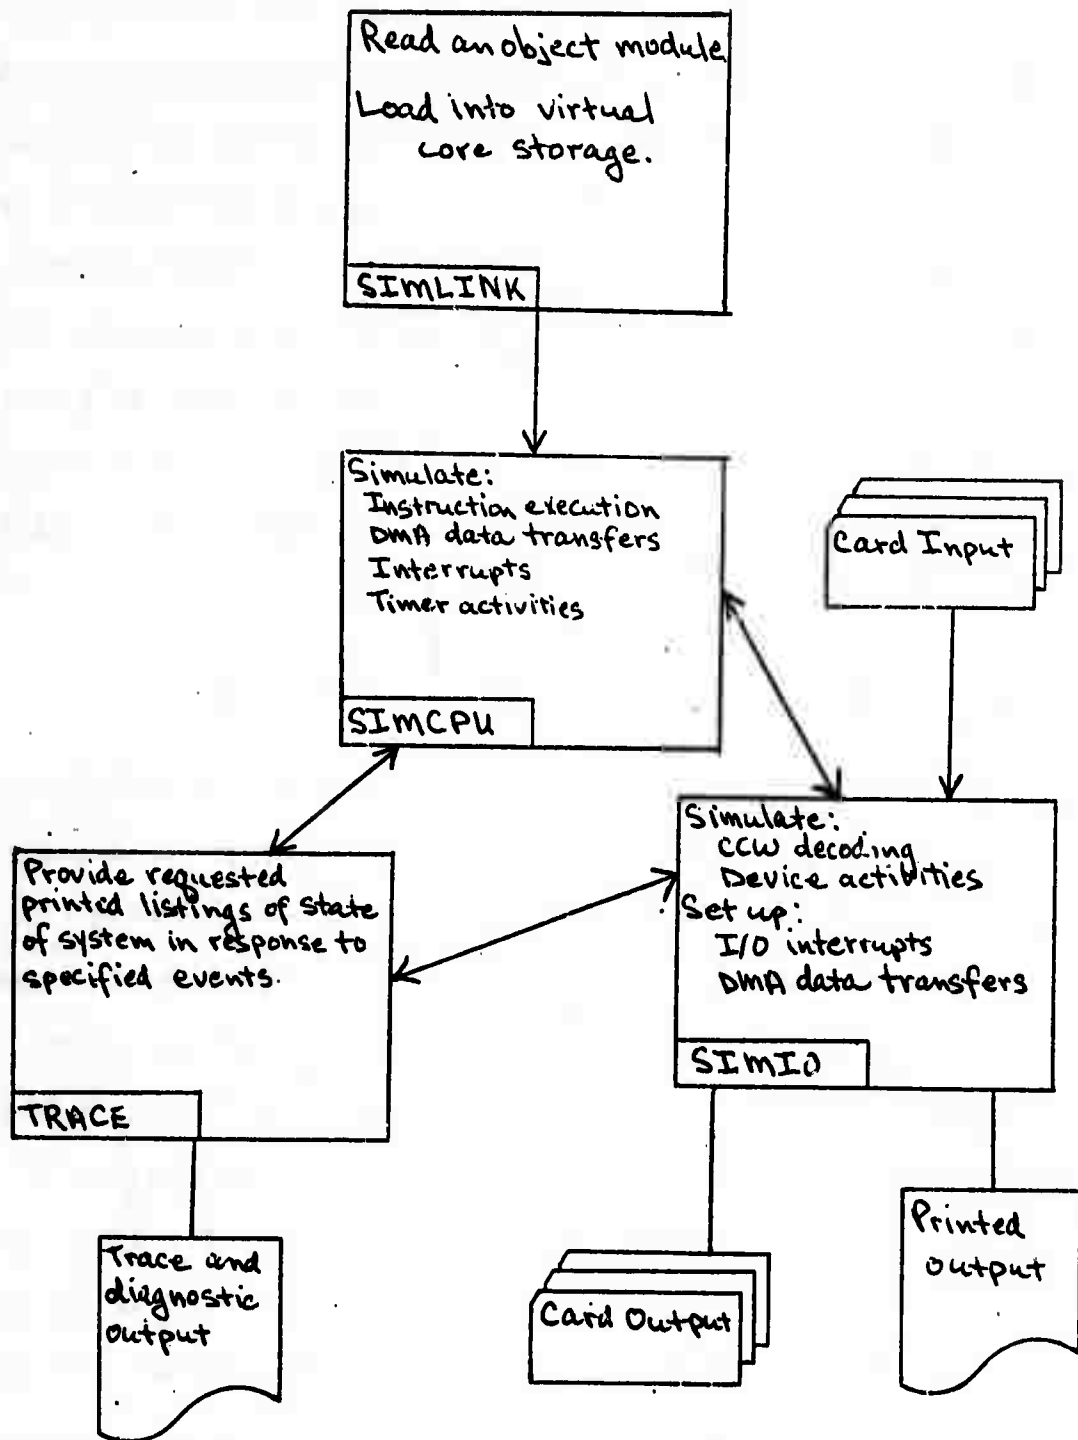 Read an object module
Load into virtual
core storage.
SIMLINK
Simulate:
Instruction execution
DMA data transfers
Interrupts
Timer activities
SIMCPU
Card Input
Simulate:
CCW decoding
Device activities
Set up:
I/O interrupts
DMA data transfers
SIMIO
Provide requested
printed listings of state
of system in response to
specified events.
TRACE
Trace and
diagnostic
output
Card Output
Printed
output